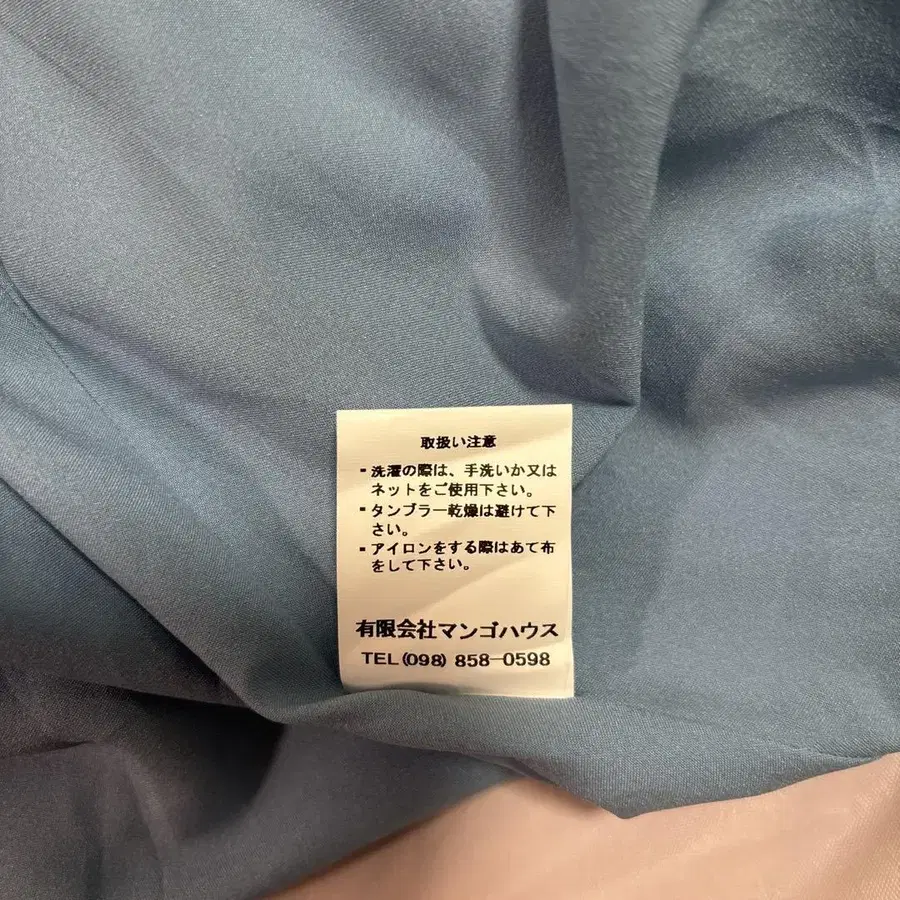 取扱い注意
・洗濯の際は、手洗いか又は
ネットをご使用下さい。
・タンブラー乾燥は避けて下
さい。
・アイロンをする際はあて布
をして下さい。
有限会社マンゴハウス
TEL(098) 858-0598